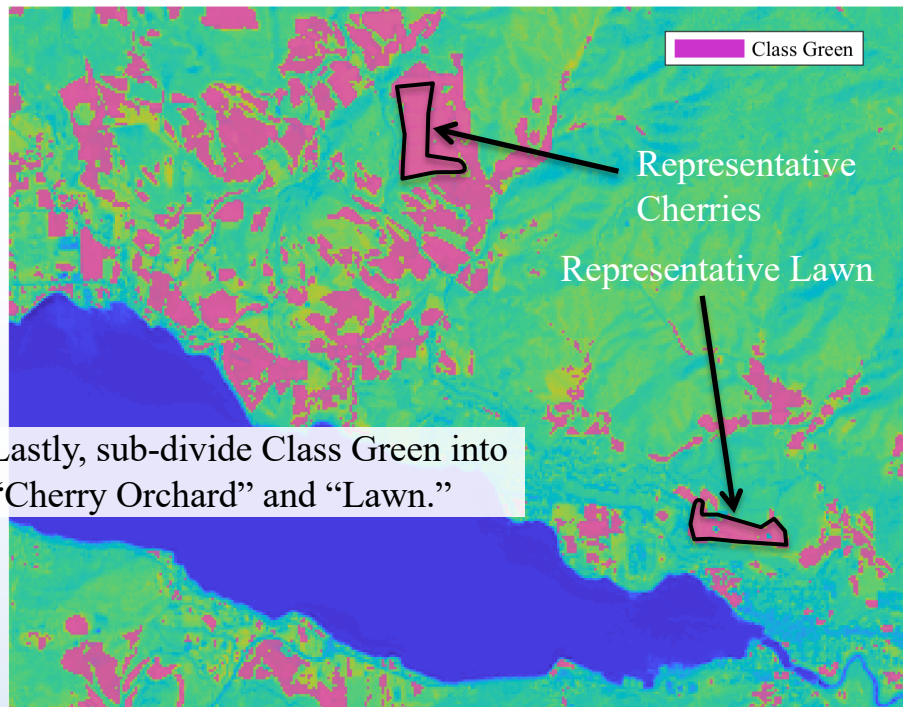 Class Green
Representative
Cherries
Representative Lawn
Lastly, sub-divide Class Green into
“Cherry Orchard” and “Lawn.”